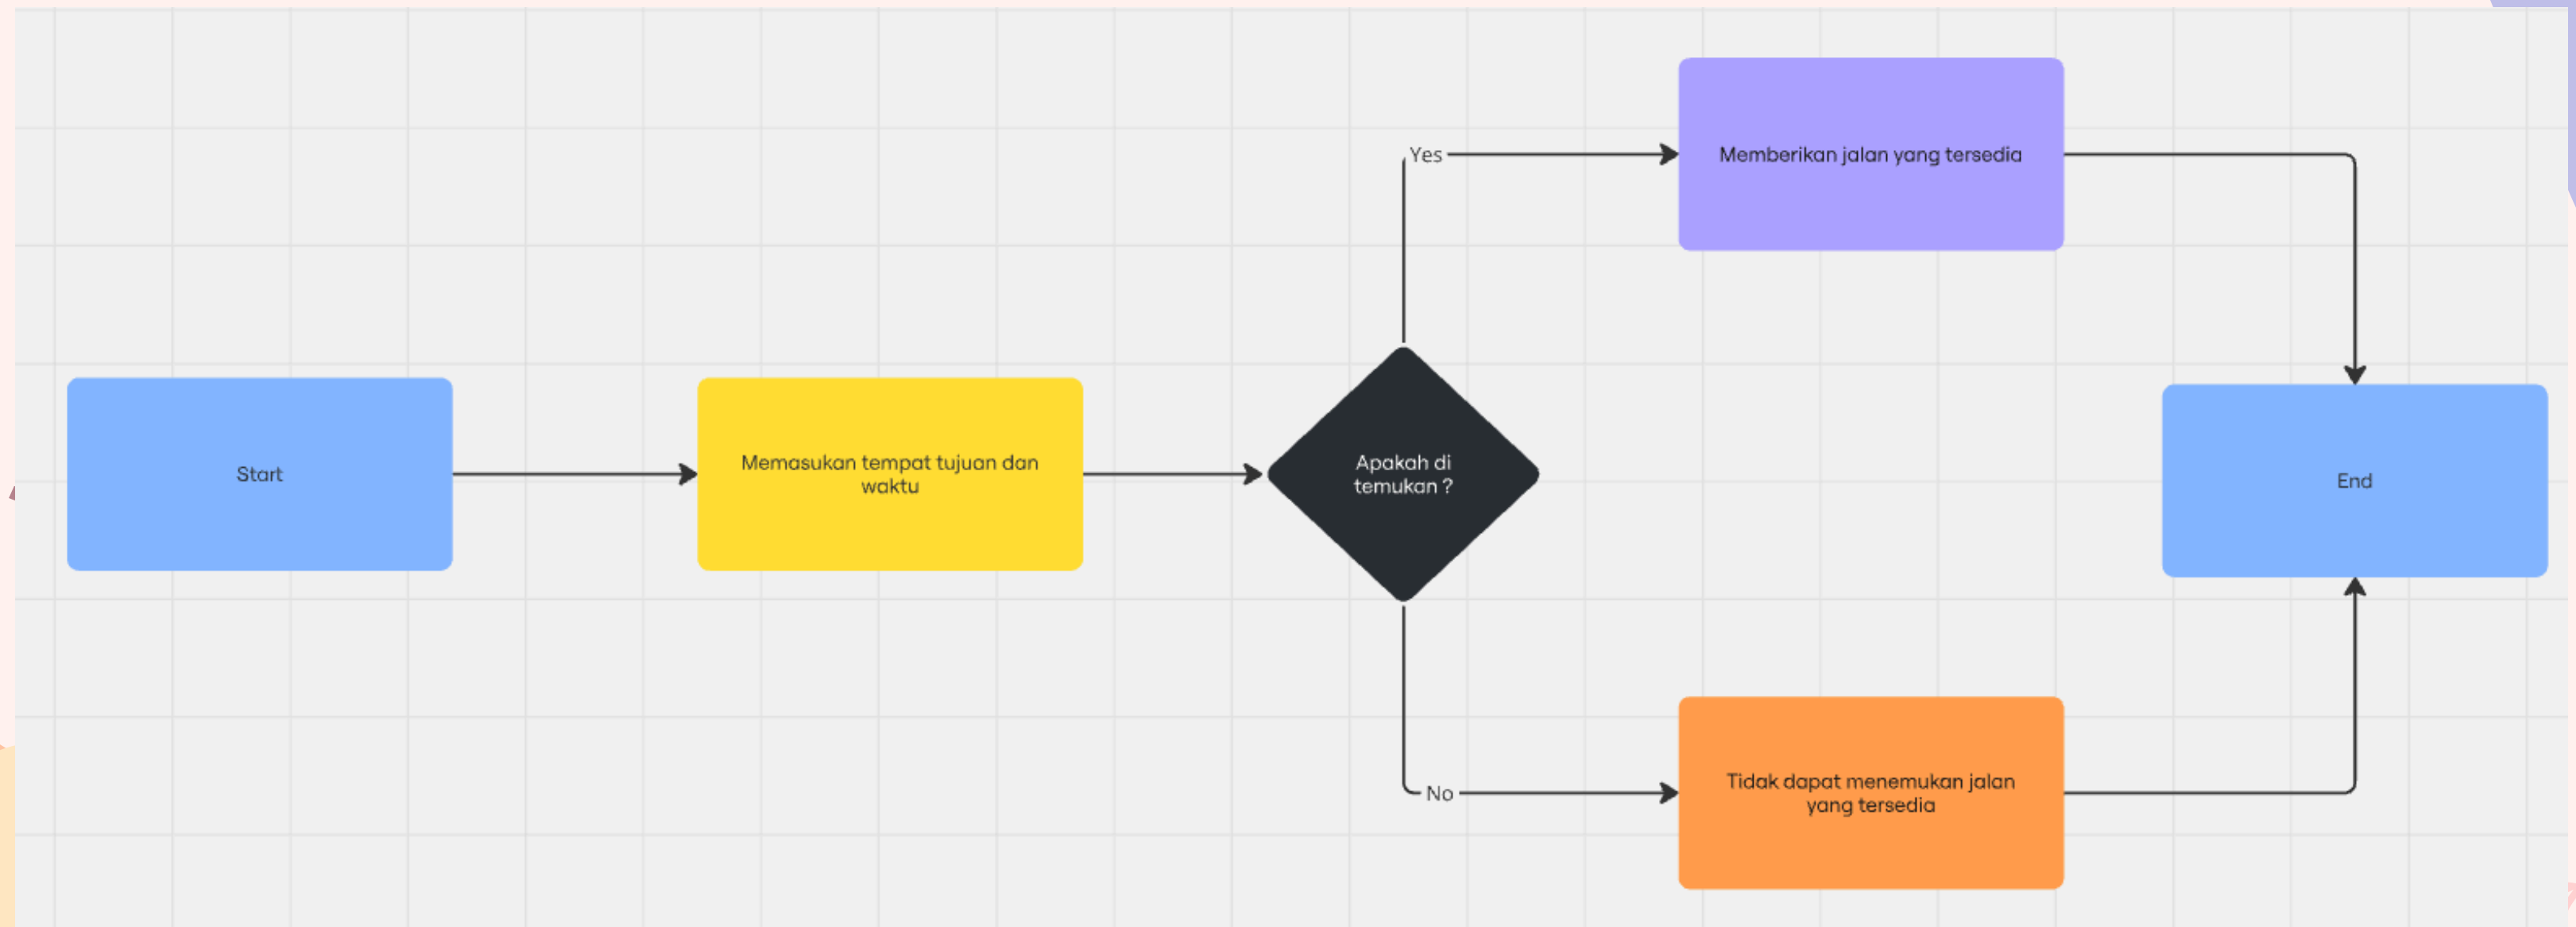 Start
Memasukan tempat tujuan dan
waktu
Apakah di
temukan ?
Yes
Memberikan jalan yang tersedia
No
Tidak dapat menemukan jalan
yang tersedia
End